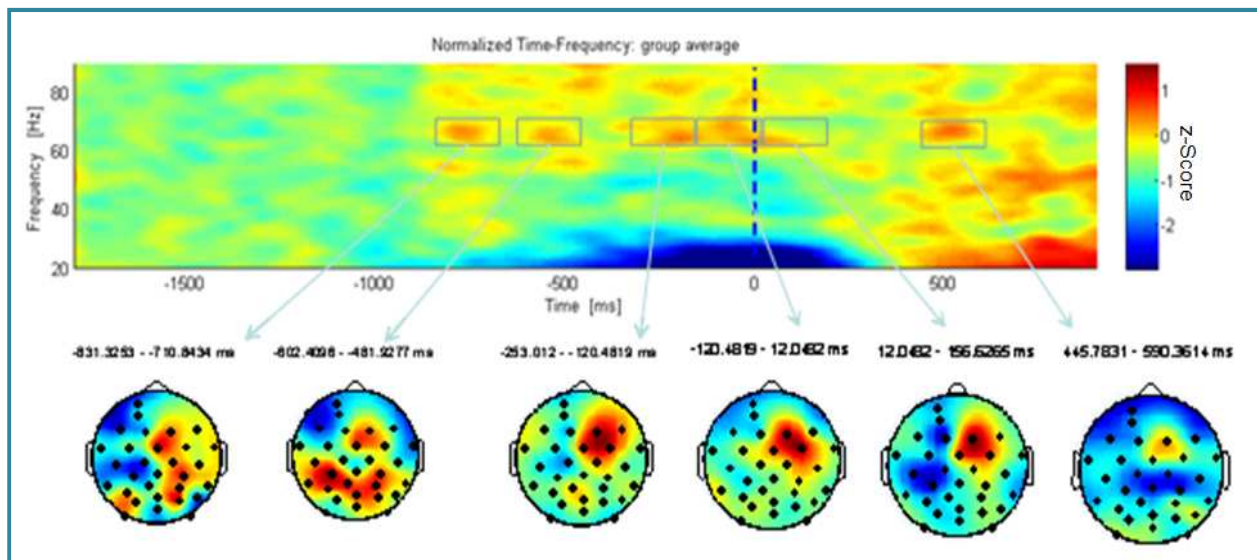 Normalized Time-Frequency: group average
Frequency [Hz]
80
60
40
20
-1500
-1000
-500
0
500
Time [ms]
1
0
-1
-2
z-Score
-831.3253 - -710.8434 ms
-602.4096 - -481.9277 ms
-253.012 - -120.4819 ms
-120.4819 - 12.0482 ms
12.0482 - 156.6265 ms
445.7831 - 590.3614 ms